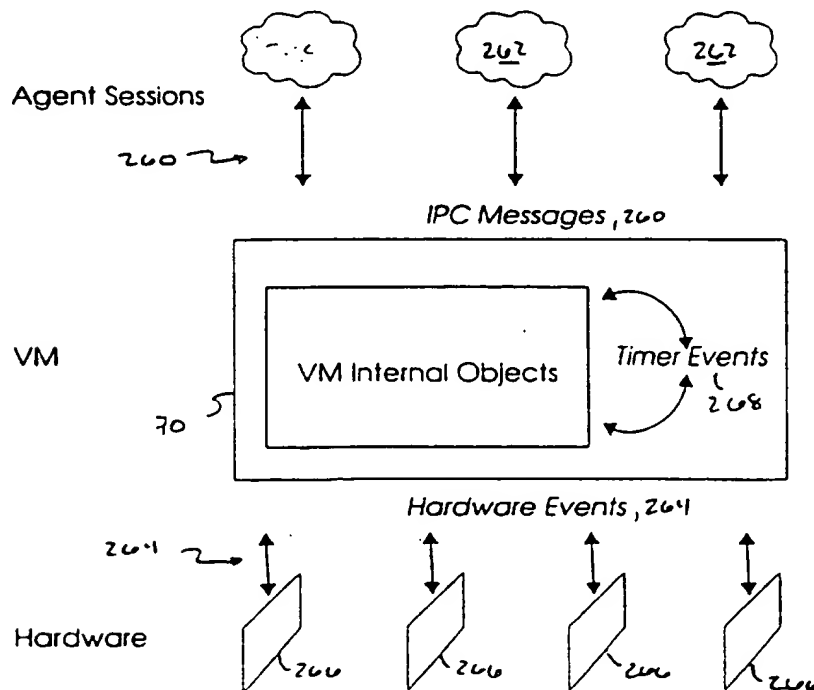 262 262
Agent Sessions
260
IPC Messages, 260
VM
VM Internal Objects
Timer Events
268
70
Hardware Events, 264
264
Hardware
266 266 266 266